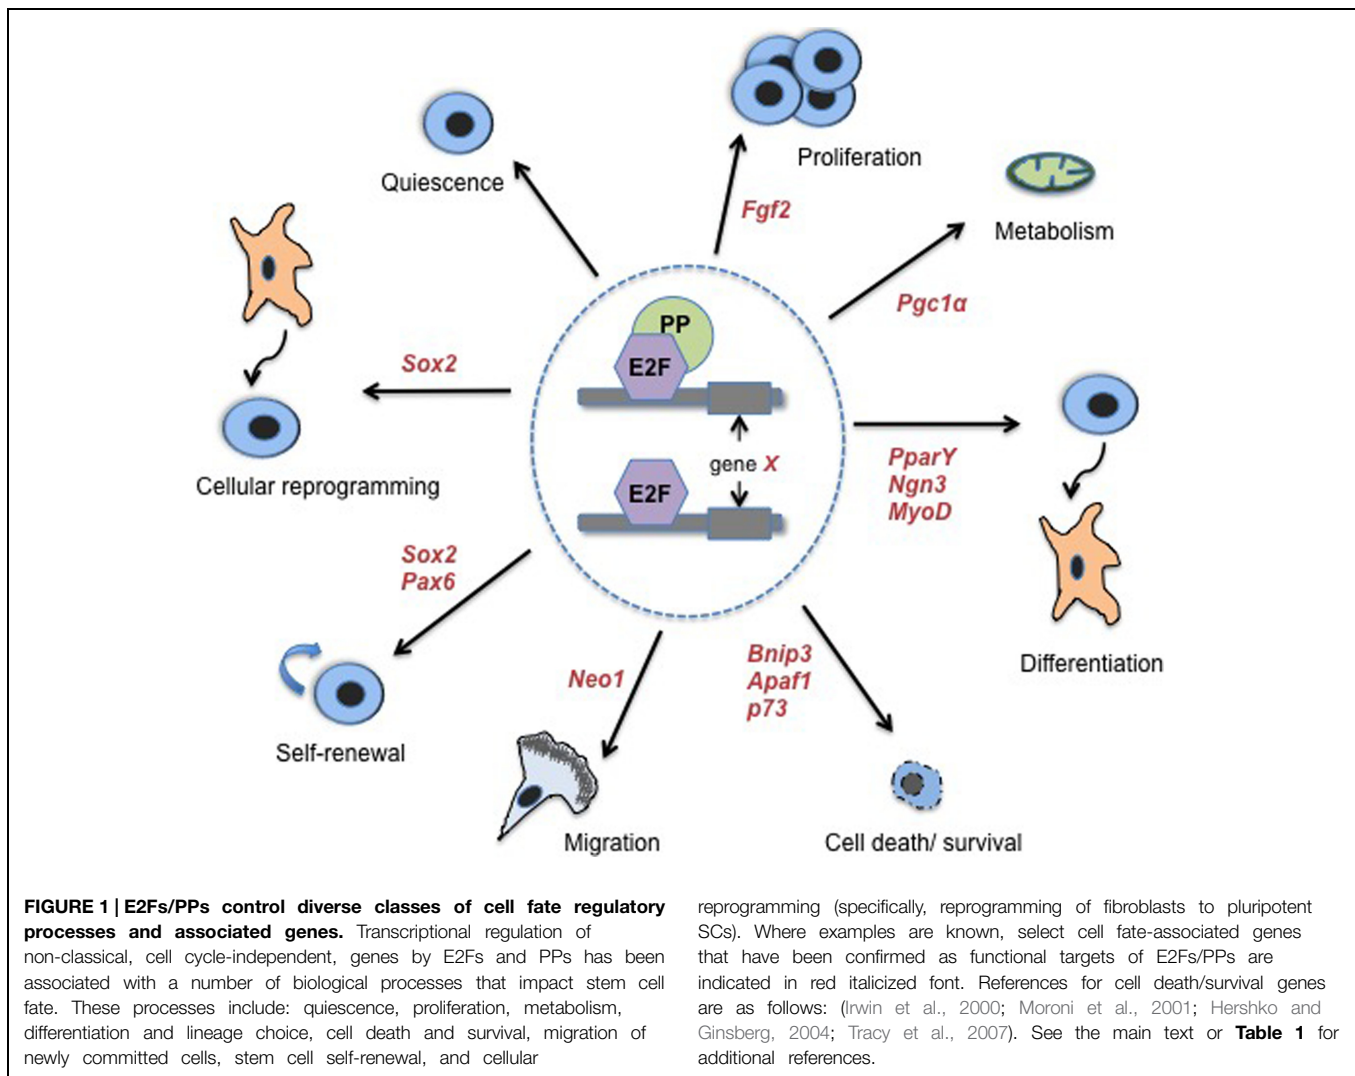 Proliferation
Quiescence
Metabolism
Fgf2
Pgc1α
PP
E2F
Sox2
gene X
E2F
PparY
Ngn3
MyoD
Cellular reprogramming
Sox2
Pax6
Neo1
Bnip3
Apaf1
p73
Differentiation
Self-renewal
Migration
Cell death/ survival
FIGURE 1 | E2Fs/PPs control diverse classes of cell fate regulatory
processes and associated genes. Transcriptional regulation of
non-classical, cell cycle-independent, genes by E2Fs and PPs has been
associated with a number of biological processes that impact stem cell
fate. These processes include: quiescence, proliferation, metabolism,
differentiation and lineage choice, cell death and survival, migration of
newly committed cells, stem cell self-renewal, and cellular
reprogramming (specifically, reprogramming of fibroblasts to pluripotent
SCs). Where examples are known, select cell fate-associated genes
that have been confirmed as functional targets of E2Fs/PPs are
indicated in red italicized font. References for cell death/survival genes
are as follows: (Irwin et al., 2000; Moroni et al., 2001; Hershko and
Ginsberg, 2004; Tracy et al., 2007). See the main text or Table 1 for
additional references.